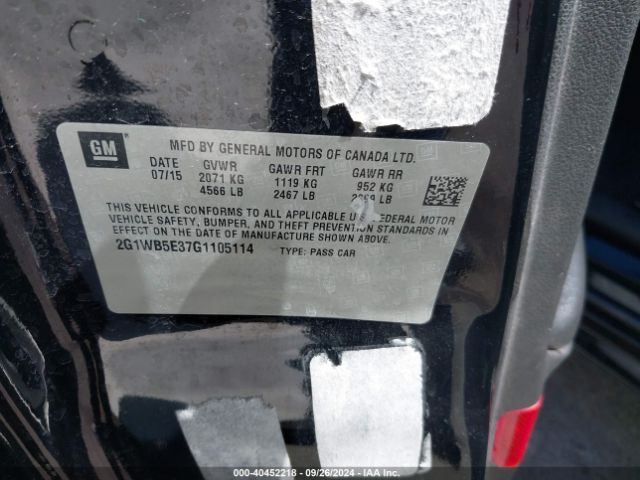 GM
MFD BY GENERAL MOTORS OF CANADA LTD.
DATE GVWR GAWR FRT GAWR RR
07/15 2071 KG 1119 KG 952 KG
4566 LB 2467 LB LB
THIS VEHICLE CONFORMS TO ALL APPLICABLE U.S. FEDERAL MOTOR
VEHICLE SAFETY, BUMPER, AND THEFT PREVENTION STANDARDS
IN EFFECT ON THE DATE OF MANUFACTURE SHOWN ABOVE.
2G1WB5E37G1105114 TYPE: PASS CAR
000-40452218 - 09/26/2024 - IAA Inc.